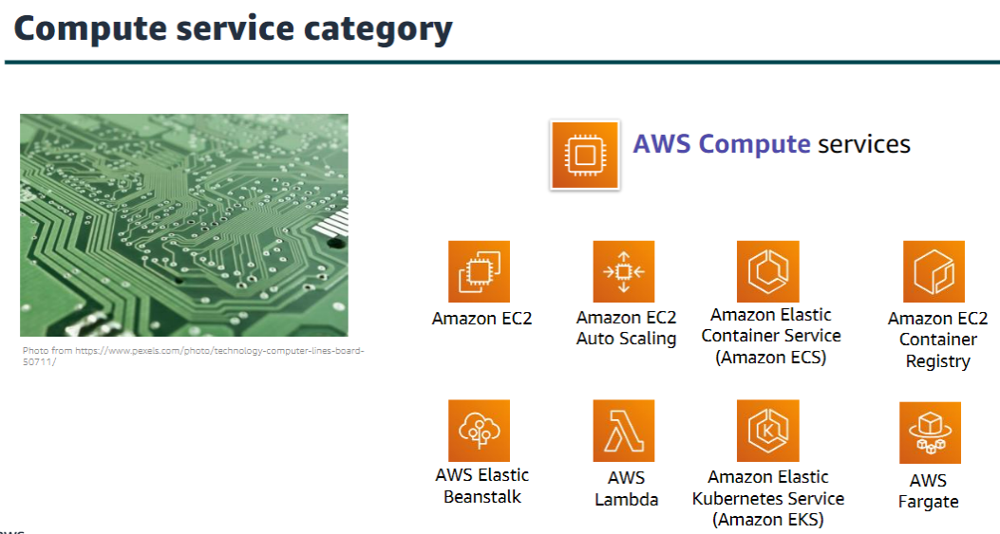 Compute service category
AWS Compute services
Photo from https://www.pexels.com/photo/technology-computer-lines-board-
50711/
Amazon EC2
Amazon EC2
Auto Scaling
Amazon Elastic
Container Service
(Amazon ECS)
Amazon EC2
Container
Registry
AWS Elastic
Beanstalk
AWS
Lambda
K
Amazon Elastic
Kubernetes Service
(Amazon EKS)
AWS
Fargate